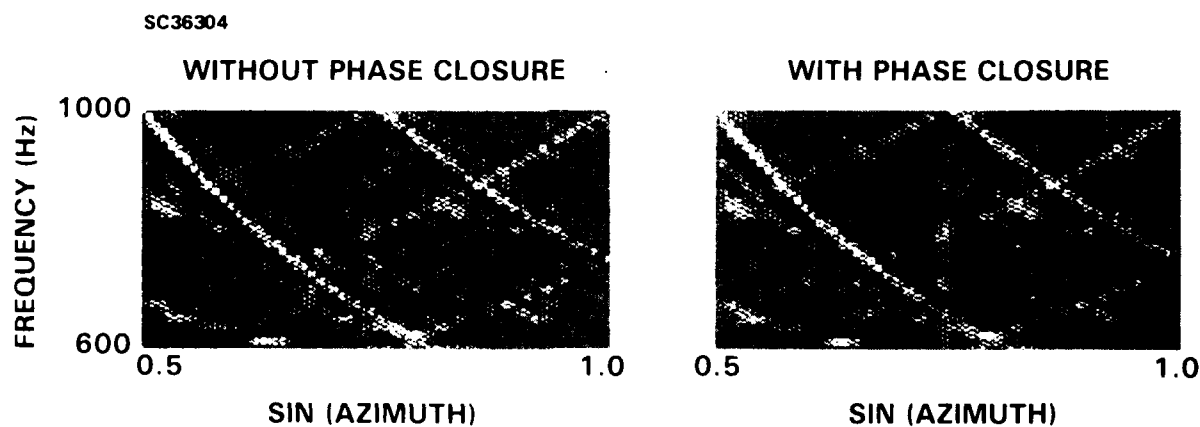 SC36304
WITHOUT PHASE CLOSURE
WITH PHASE CLOSURE
FREQUENCY (Hz)
1000
600
0.5
1.0
0.5
1.0
SIN (AZIMUTH)
SIN (AZIMUTH)